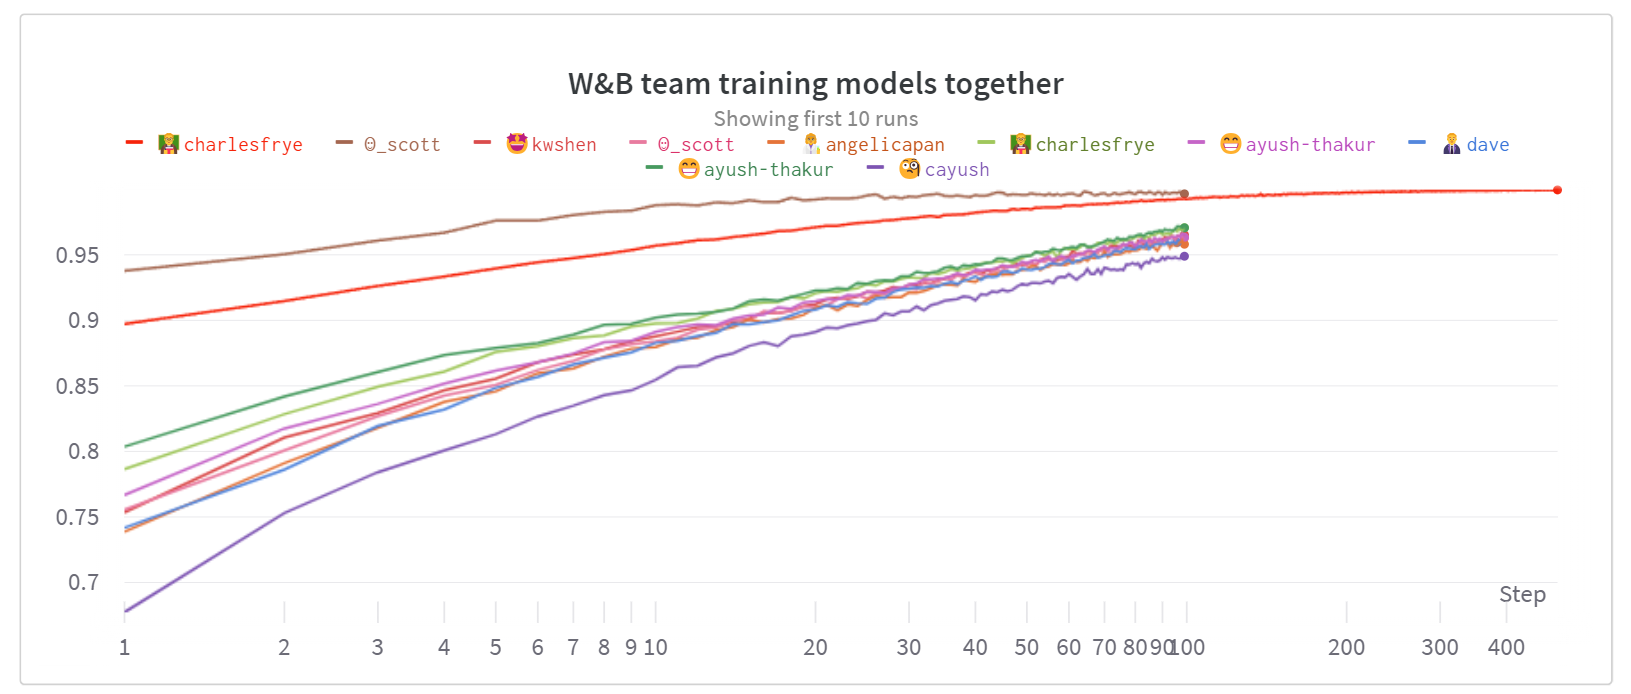 W&B team training models together
Showing first 10 runs
charlesfrye Θ_scott kwshen Θ_scott angelicapan charlesfrye ayush-thakur dave
ayush-thakur cayush
0.95
0.9
0.85
0.8
0.75
0.7
Step
1 2 3 4 5 6 7 8 9 10 20 30 40 50 60 70 80 90 100 200 300 400